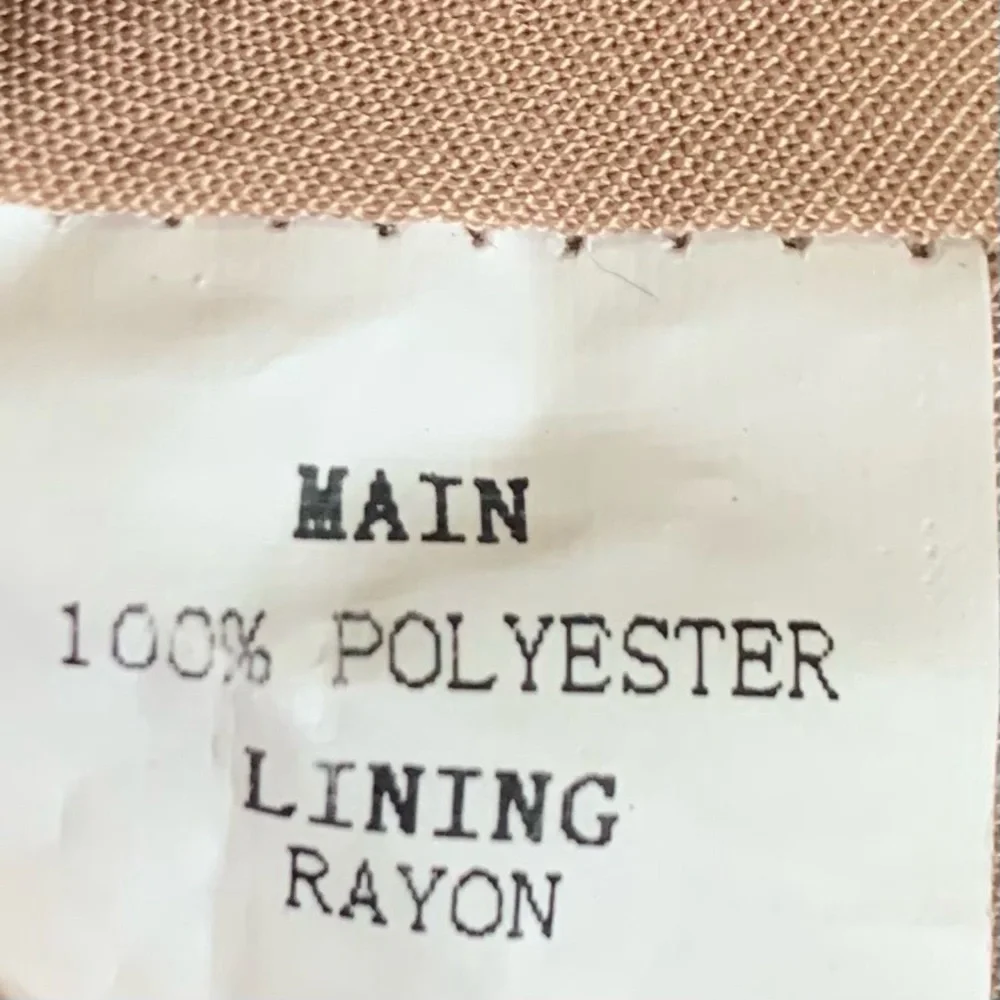 MAIN
100% POLYESTER
LINING
RAYON